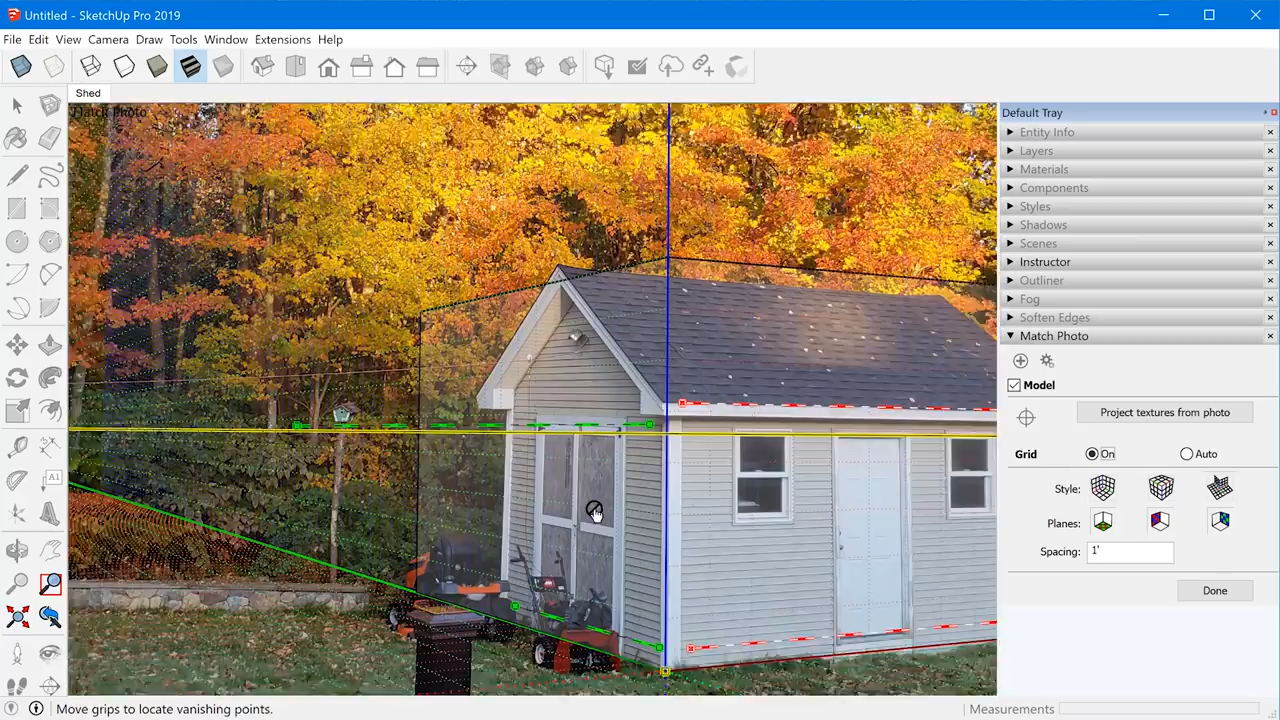 Untitled - SketchUp Pro 2019
File Edit View Camera Draw Tools Window Extensions Help
Shed
Match Photo
Default Tray
Entity Info
Layers
Materials
Components
Styles
Shadows
Scenes
Instructor
Outliner
Fog
Soften Edges
Match Photo
Model
Project textures from photo
Grid On Auto
Style:
Planes:
Spacing: 1'
Done
Move grips to locate vanishing points.
Measurements